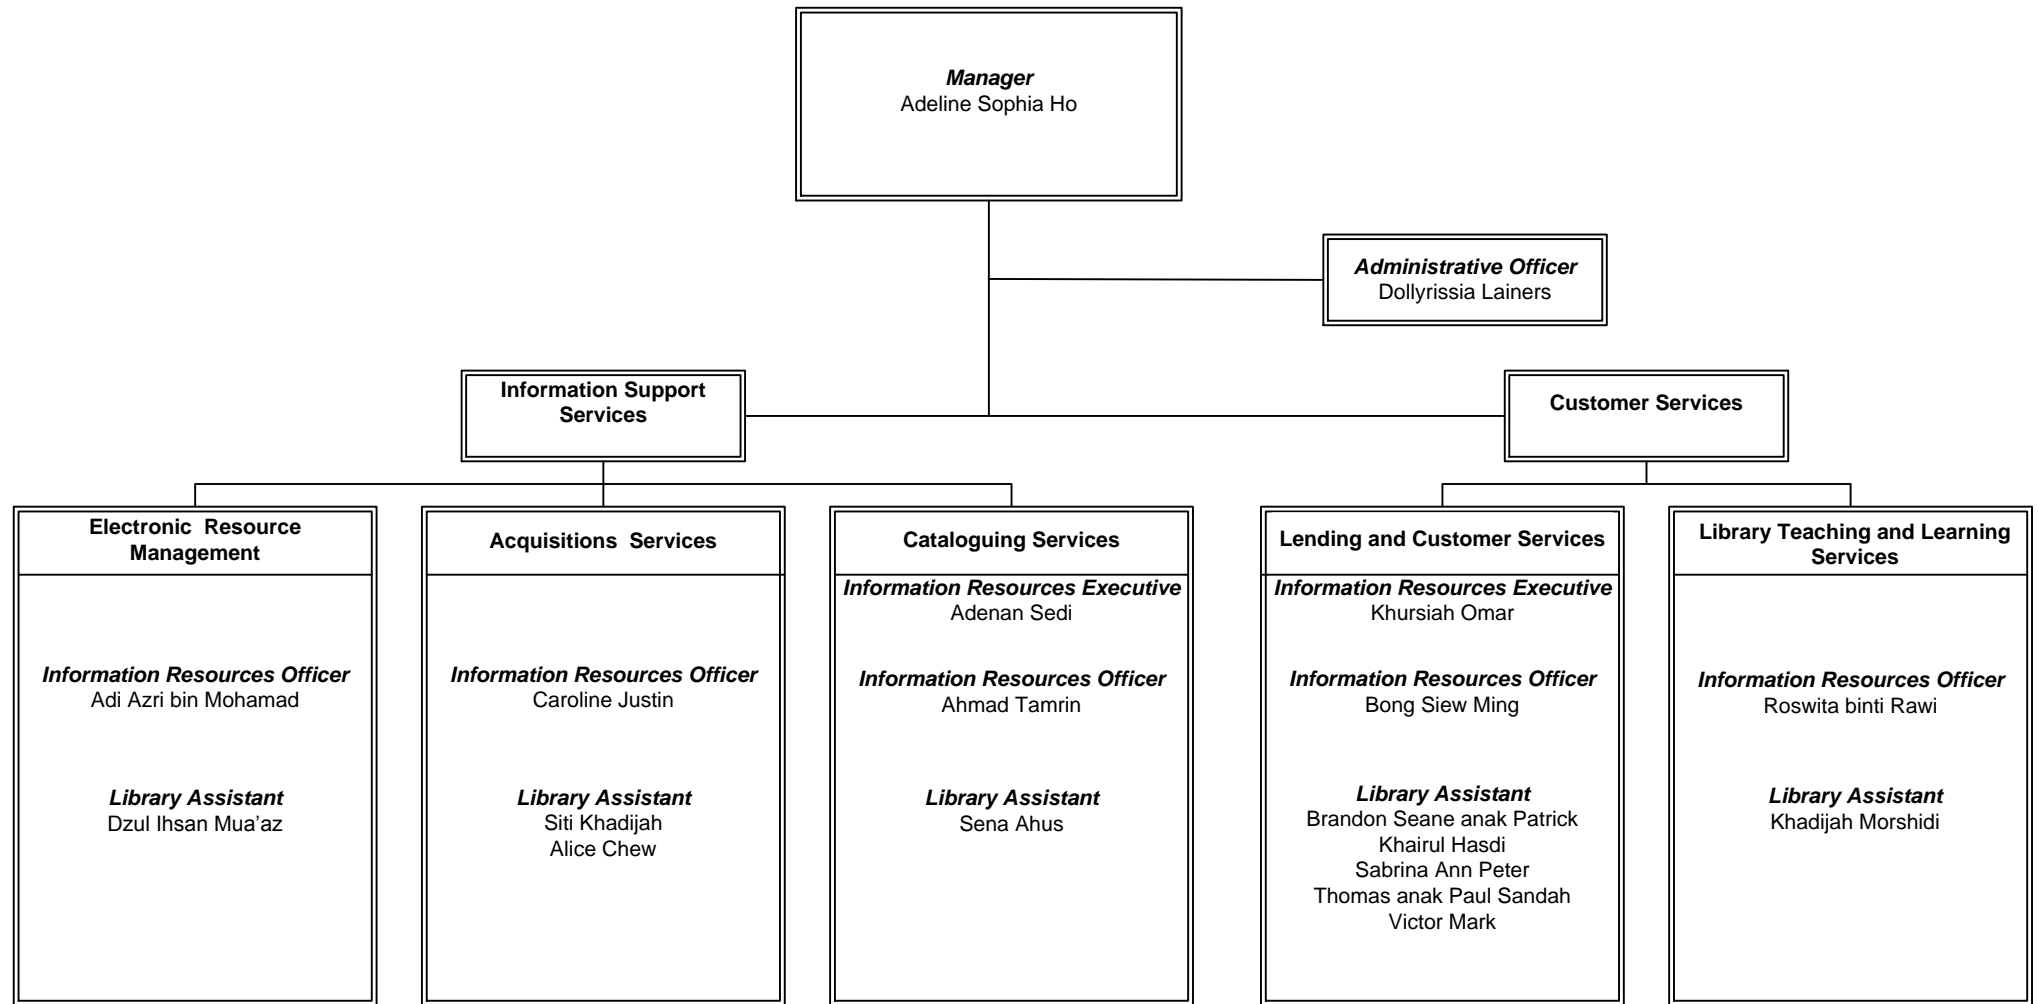 Manager
Adeline Sophia Ho
Administrative Officer
Dollyrissia Lainers
Information Support
Services
Customer Services
Electronic Resource
Management
Information Resources Officer
Adi Azri bin Mohamad
Library Assistant
Dzul Ihsan Mua’az
Acquisitions Services
Information Resources Officer
Caroline Justin
Library Assistant
Siti Khadijah
Alice Chew
Cataloguing Services
Information Resources Executive
Adenan Sedi
Information Resources Officer
Ahmad Tamrin
Library Assistant
Sena Ahus
Lending and Customer Services
Information Resources Executive
Khursiah Omar
Information Resources Officer
Bong Siew Ming
Library Assistant
Brandon Seane anak Patrick
Khairul Hasdi
Sabrina Ann Peter
Thomas anak Paul Sandah
Victor Mark
Library Teaching and Learning
Services
Information Resources Officer
Roswita binti Rawi
Library Assistant
Khadijah Morshidi